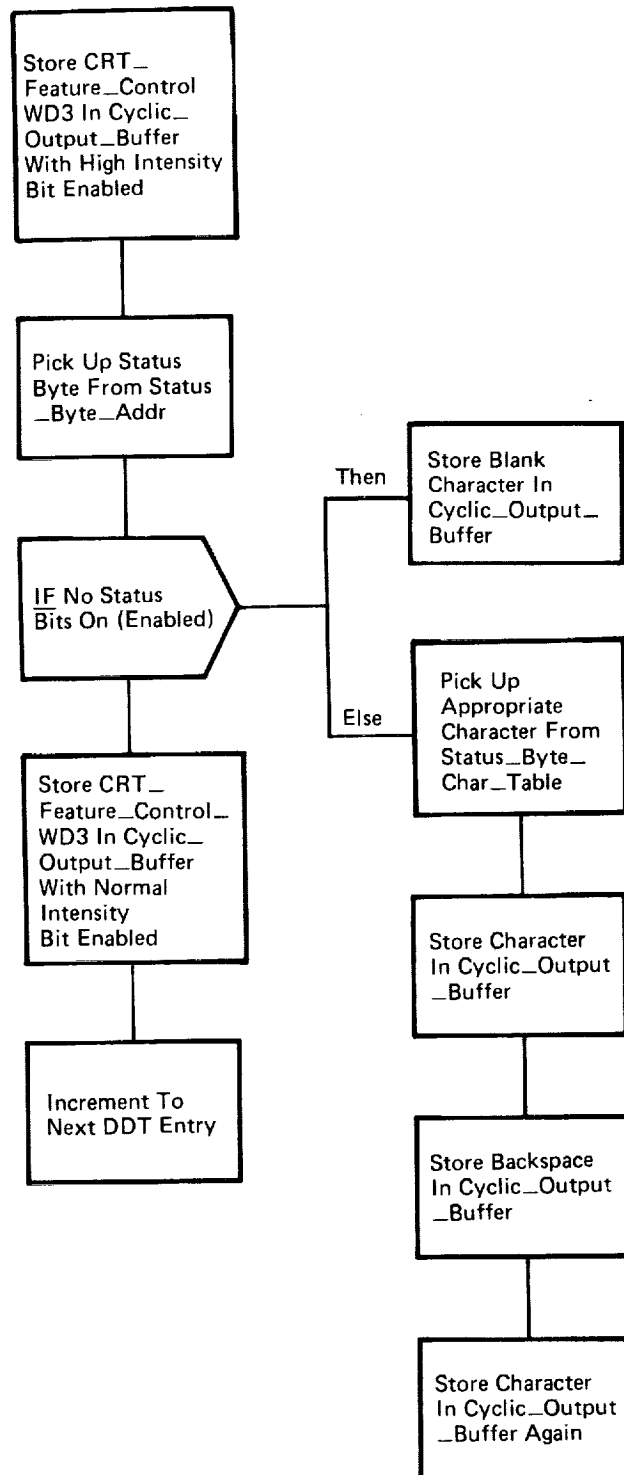 Store CRT_
Feature_Control
WD3 In Cyclic_
Output_Buffer
With High Intensity
Bit Enabled
Pick Up Status
Byte From Status
_Byte_Addr
IF No Status
Bits On (Enabled)
Then
Store Blank
Character In
Cyclic_Output_
Buffer
Else
Pick Up
Appropriate
Character From
Status_Byte_
Char_Table
Store Character
In Cyclic_Output
_Buffer
Store Backspace
In Cyclic_Output
_Buffer
Store Character
In Cyclic_Output
_Buffer Again
Store CRT_
Feature_Control_
WD3 In Cyclic_
Output_Buffer
With Normal
Intensity
Bit Enabled
Increment To
Next DDT Entry